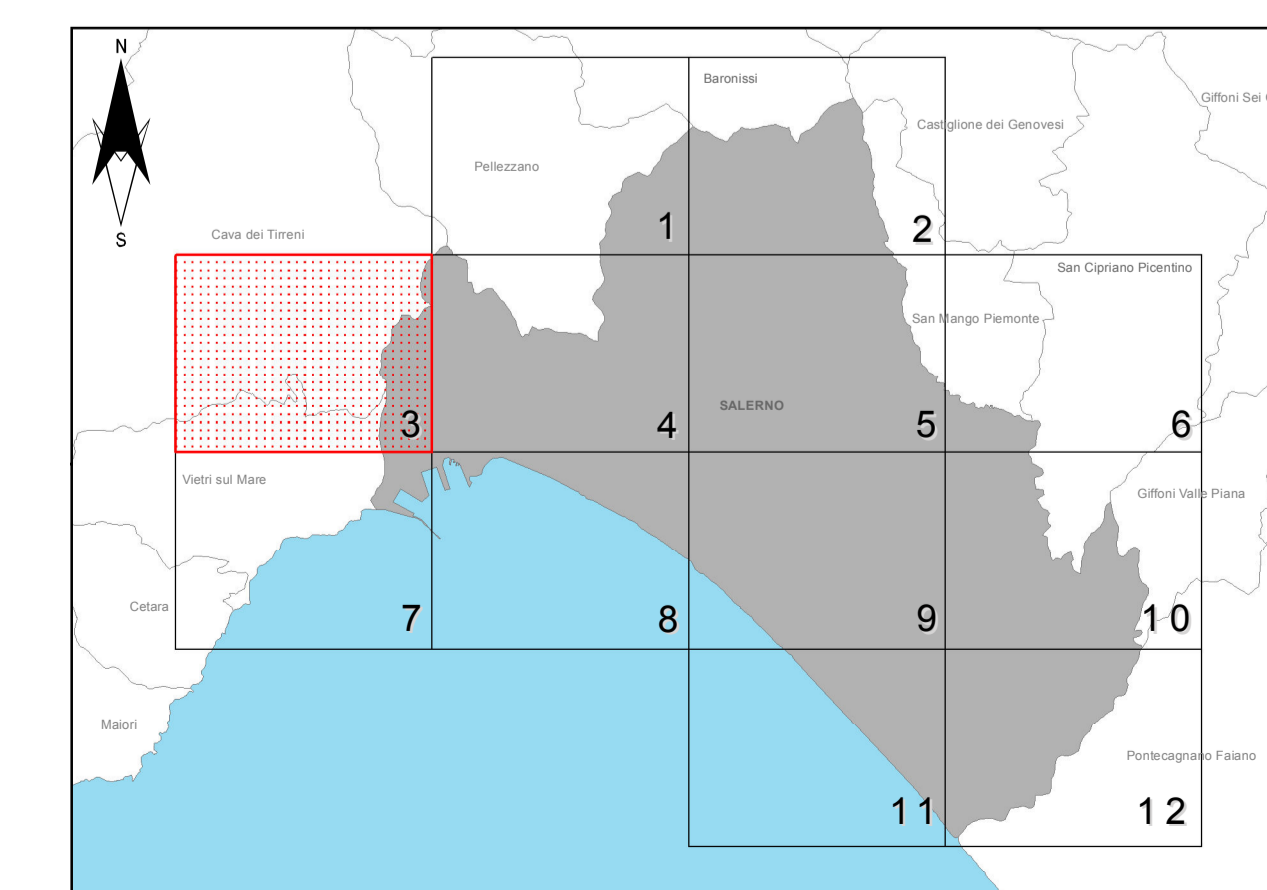 N
Baronissi
Giffoni Sei
Castiglione dei Genovesi
Pellezzano
1
2
S
Cava dei Tirreni
San Cipriano Picentino
San Mango Piemonte
SALERNO
3
4
5
6
Vietri sul Mare
Giffoni Valle Piana
Cetara
7
8
9
10
Maiori
Pontecagnano Faiano
11
12